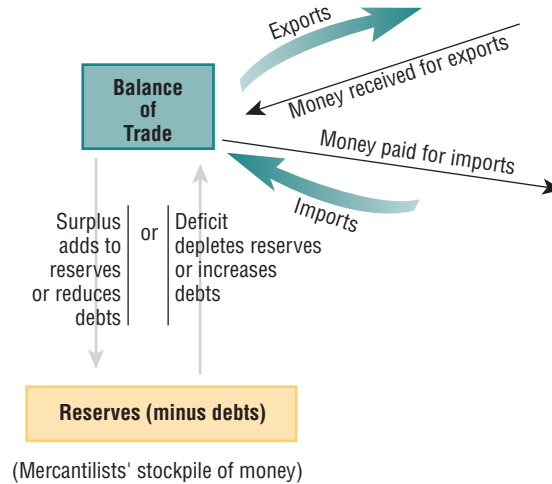 Exports
Money received for exports
Balance
of
Trade
Money paid for imports
Imports
Surplus
adds to
reserves
or reduces
debts
or
Deficit
depletes reserves
or increases
debts
Reserves (minus debts)
(Mercantilists' stockpile of money)